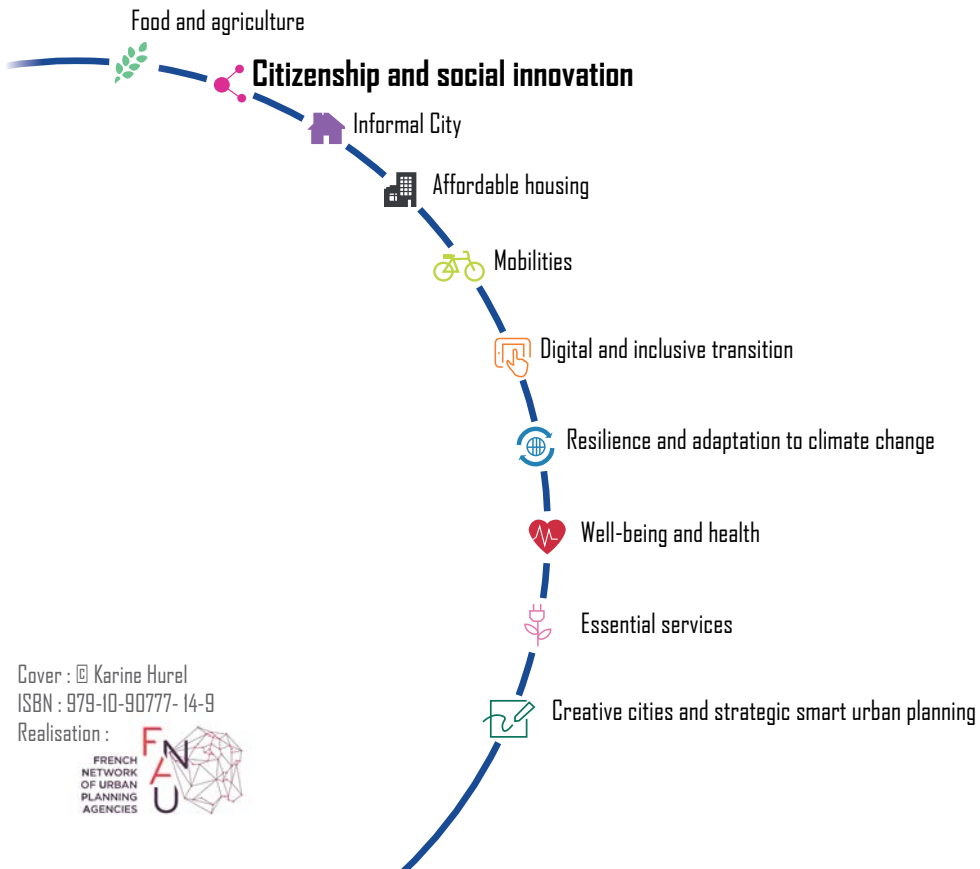 Food and agriculture
Citizenship and social innovation
Informal City
Affordable housing
Mobilities
Digital and inclusive transition
Resilience and adaptation to climate change
Well-being and health
Essential services
Creative cities and strategic smart urban planning
Cover : © Karine Hurel
ISBN : 979-10-90777- 14-9
Realisation :
FRENCH
NETWORK
OF URBAN
PLANNING
AGENCIES
FNAU